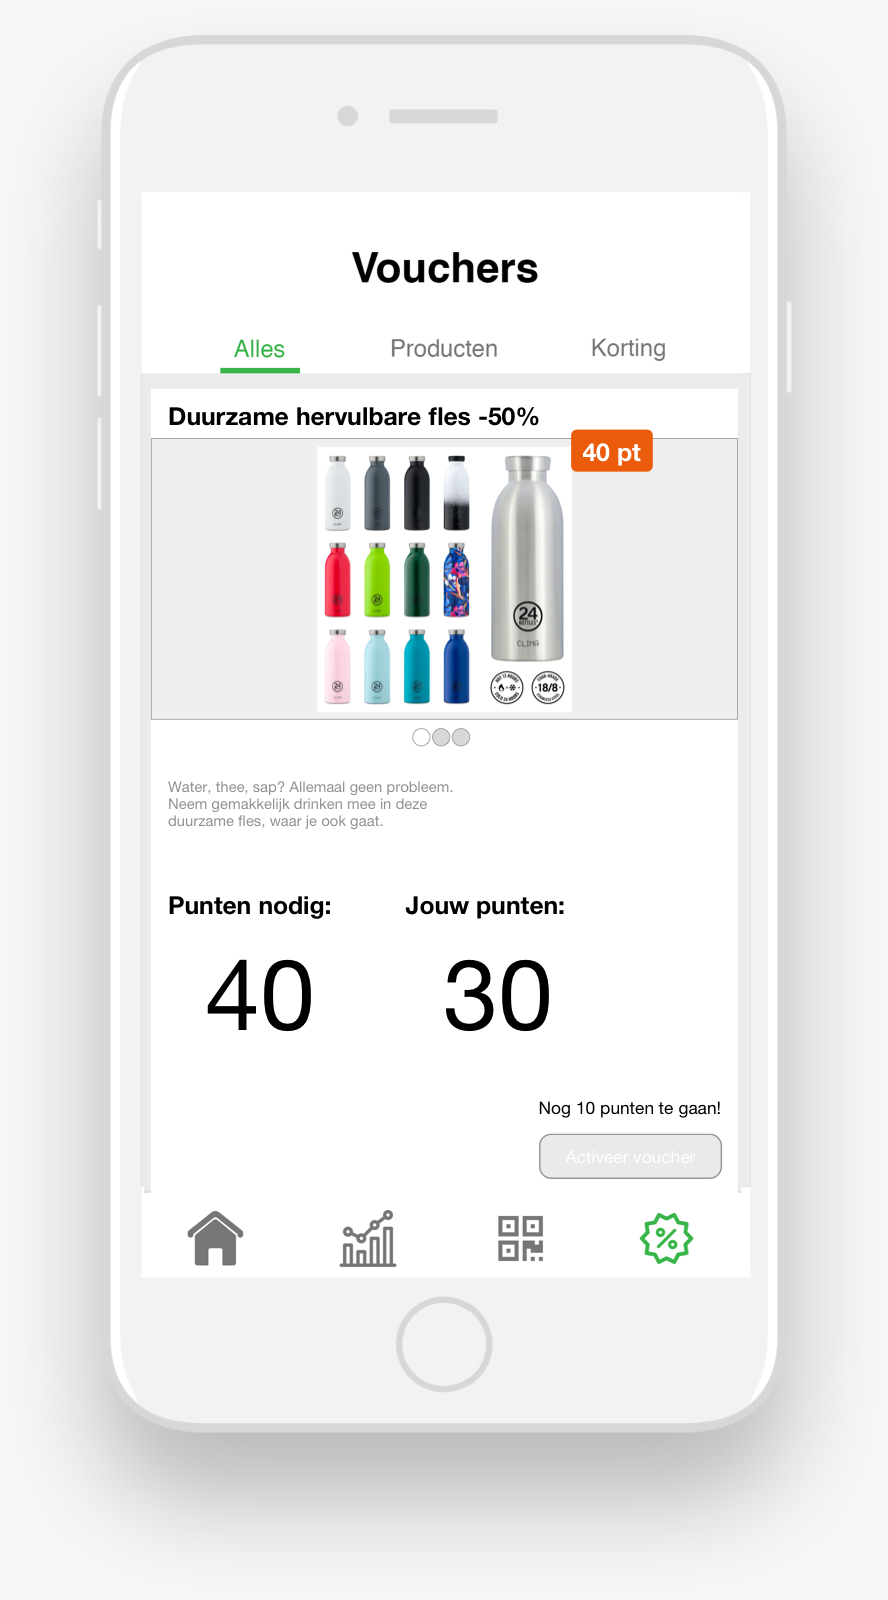 Vouchers
Alles Producten Korting
Duurzame hervulbare fles -50%
40 pt
24
BOTTLES
CLIMA
18/8
Water, thee, sap? Allemaal geen probleem.
Neem gemakkelijk drinken mee in deze
duurzame fles, waar je ook gaat.
Punten nodig: Jouw punten:
40 30
Nog 10 punten te gaan!
Activeer voucher